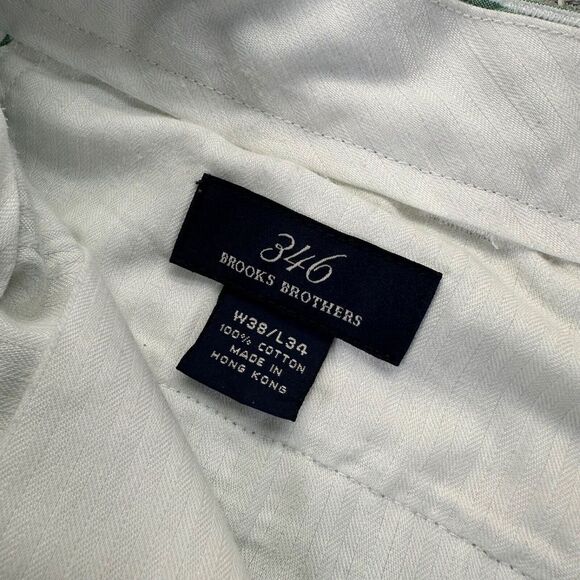 346
BROOKS BROTHERS
W38/L34
100% COTTON
MADE IN
HONG KONG